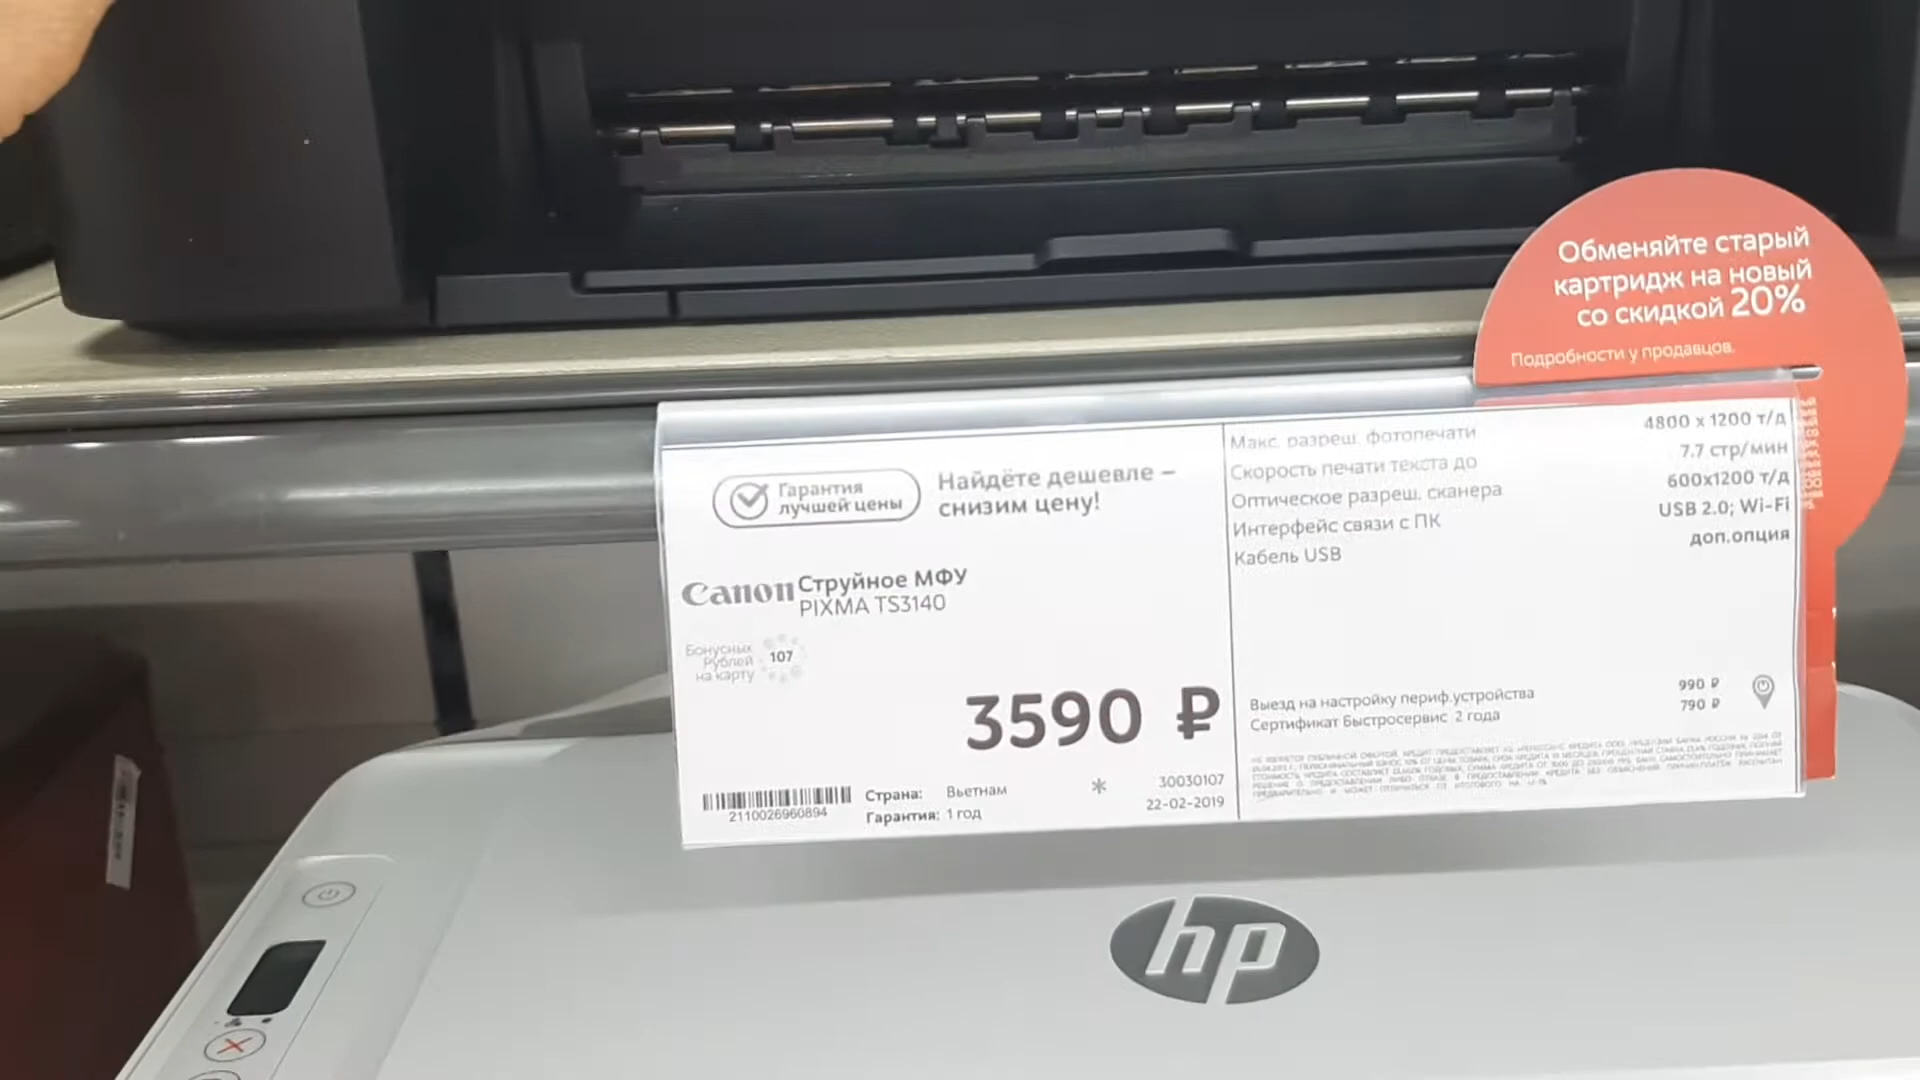 Обменяйте старый
картридж на новый
со скидкой 20%
Подробности у продавцов.
Гарантия
лучшей цены
Найдёте дешевле –
снизим цену!
Canon Струйное МФУ
PIXMA TS3140
Бонусных
Рублей
на карту
107
3590 ₽
2110026960894
Страна: Вьетнам
Гарантия: 1 год
*
30030107
22-02-2019
Макс. разреш. фотопечати 4800 x 1200 т/д
Скорость печати текста до 7.7 стр/мин
Оптическое разреш. сканера 600x1200 т/д
Интерфейс связи с ПК USB 2.0; Wi-Fi
Кабель USB доп.опция
Выезд на настройку периф.устройства 990 ₽
Сертификат Быстросервис 2 года 790 ₽
hp